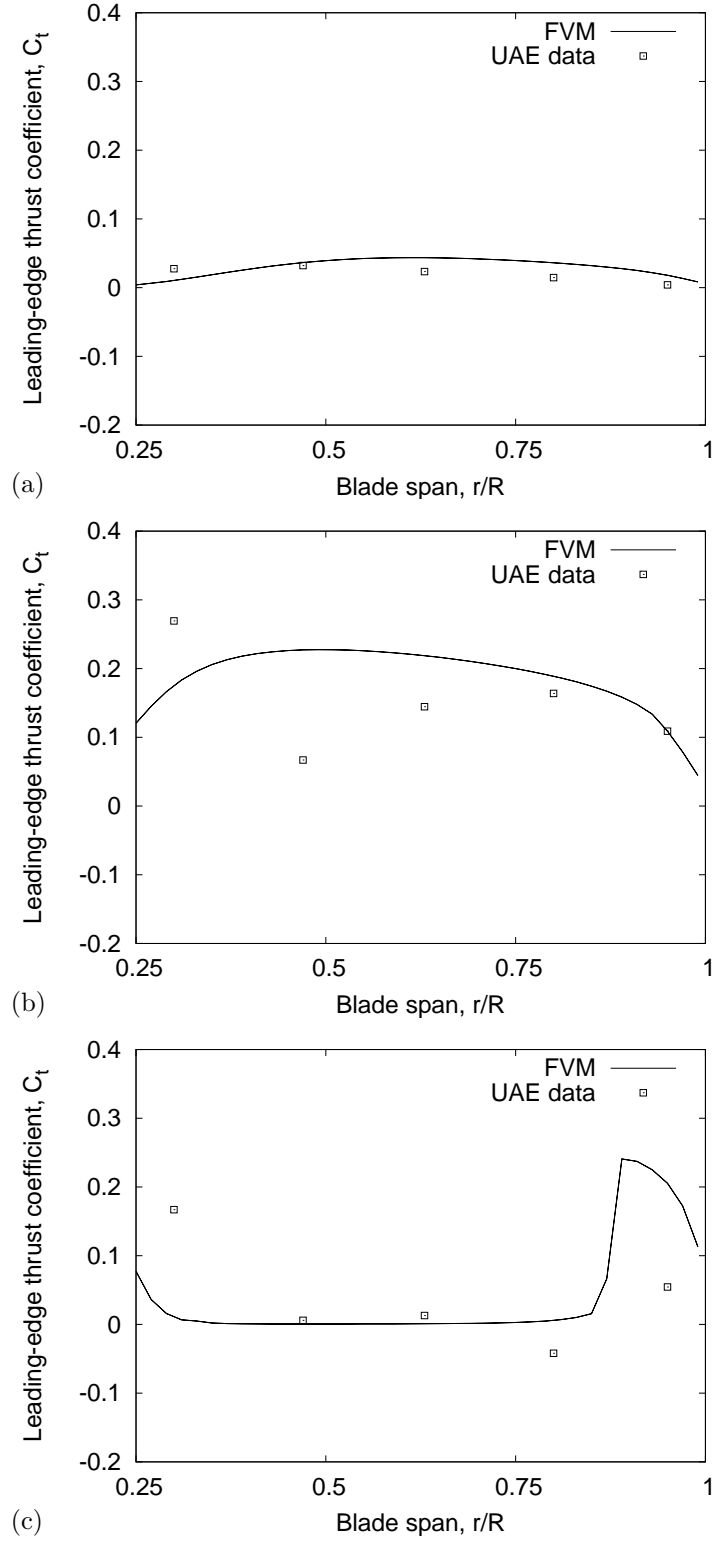 0.4
FVM
UAE data
0.3
0.2
0.1
0
-0.1
-0.2
0.25 0.5 0.75 1
Leading-edge thrust coefficient, Ct
Blade span, r/R
(a)
0.4
FVM
UAE data
0.3
0.2
0.1
0
-0.1
-0.2
0.25 0.5 0.75 1
Leading-edge thrust coefficient, Ct
Blade span, r/R
(b)
0.4
FVM
UAE data
0.3
0.2
0.1
0
-0.1
-0.2
0.25 0.5 0.75 1
Leading-edge thrust coefficient, Ct
Blade span, r/R
(c)